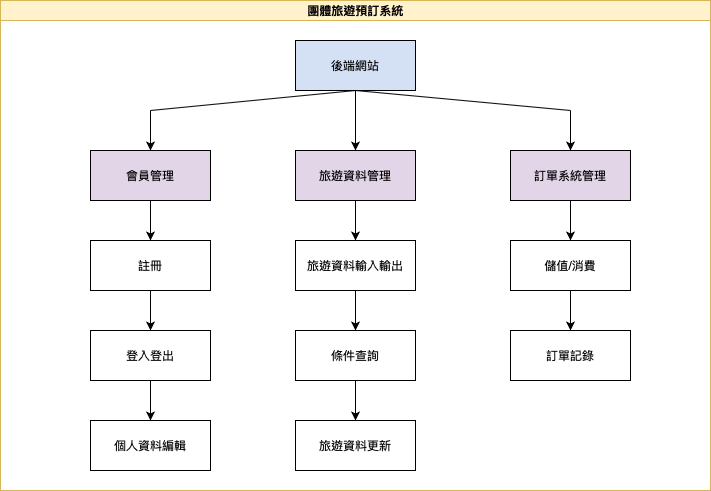 團體旅遊預訂系統
後端網站
會員管理
旅遊資料管理
訂單系統管理
註冊
旅遊資料輸入輸出
儲值/消費
登入登出
條件查詢
訂單記錄
個人資料編輯
旅遊資料更新